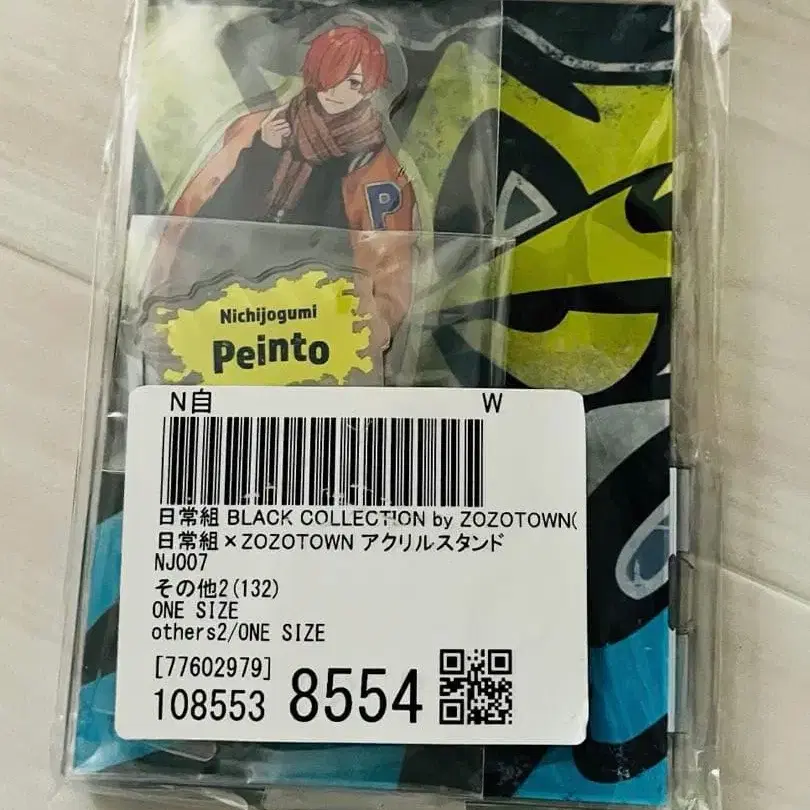 P
Nichijogumi
Peinto
N自 W
日常組 BLACK COLLECTION by ZOZOTOWN(
日常組×ZOZOTOWN アクリルスタンド
NJ007
その他2(132)
ONE SIZE
others2/ONE SIZE
[77602979]
108553 8554